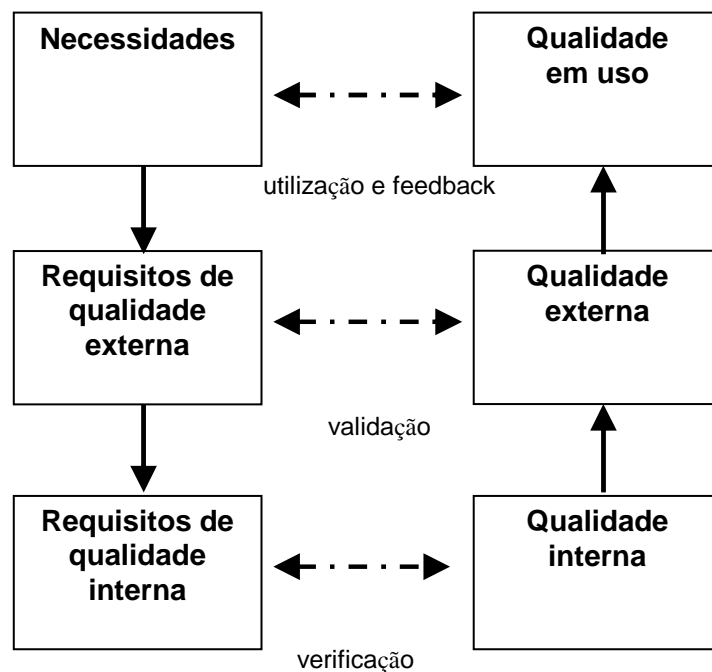 Necessidades
Qualidade
em uso
utilização e feedback
Requisitos de
qualidade
externa
Qualidade
externa
validação
Requisitos de
qualidade
interna
Qualidade
interna
verificação